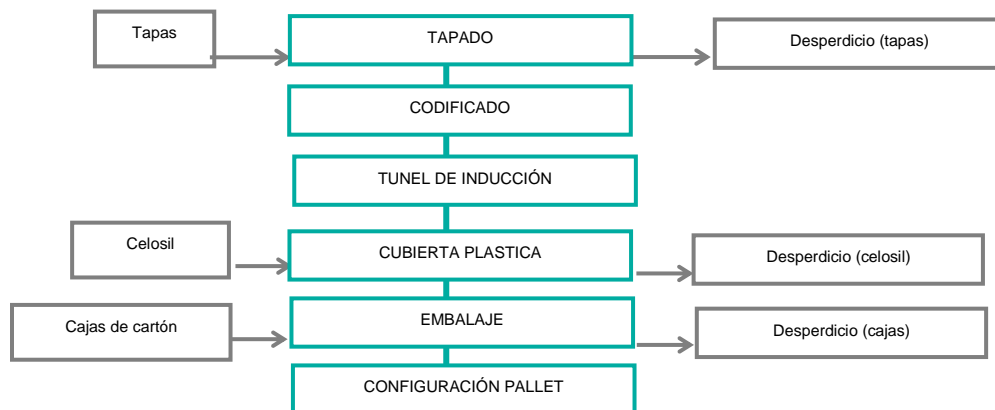 Tapas
TAPADO
Desperdicio (tapas)
CODIFICADO
TUNEL DE INDUCCIÓN
Celosil
CUBIERTA PLASTICA
Desperdicio (celosil)
Cajas de cartón
EMBALAJE
Desperdicio (cajas)
CONFIGURACIÓN PALLET